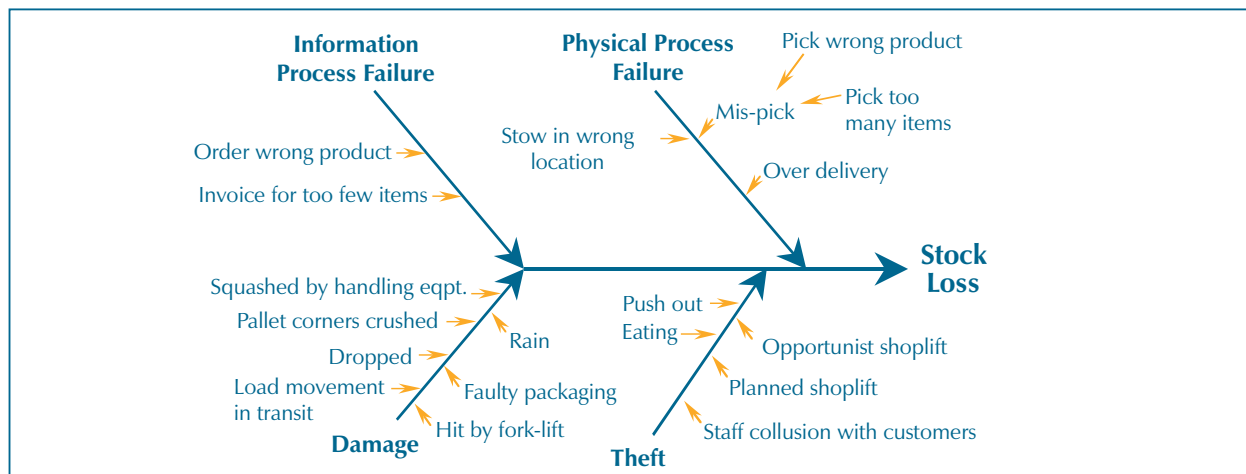 Information
Process Failure
Physical Process
Failure
Pick wrong product
Mis-pick
Pick too
many items
Stow in wrong
location
Order wrong product
Over delivery
Invoice for too few items
Stock
Loss
Squashed by handling eqpt.
Pallet corners crushed
Rain
Dropped
Load movement
in transit
Faulty packaging
Hit by fork-lift
Damage
Push out
Eating
Opportunist shoplift
Planned shoplift
Staff collusion with customers
Theft